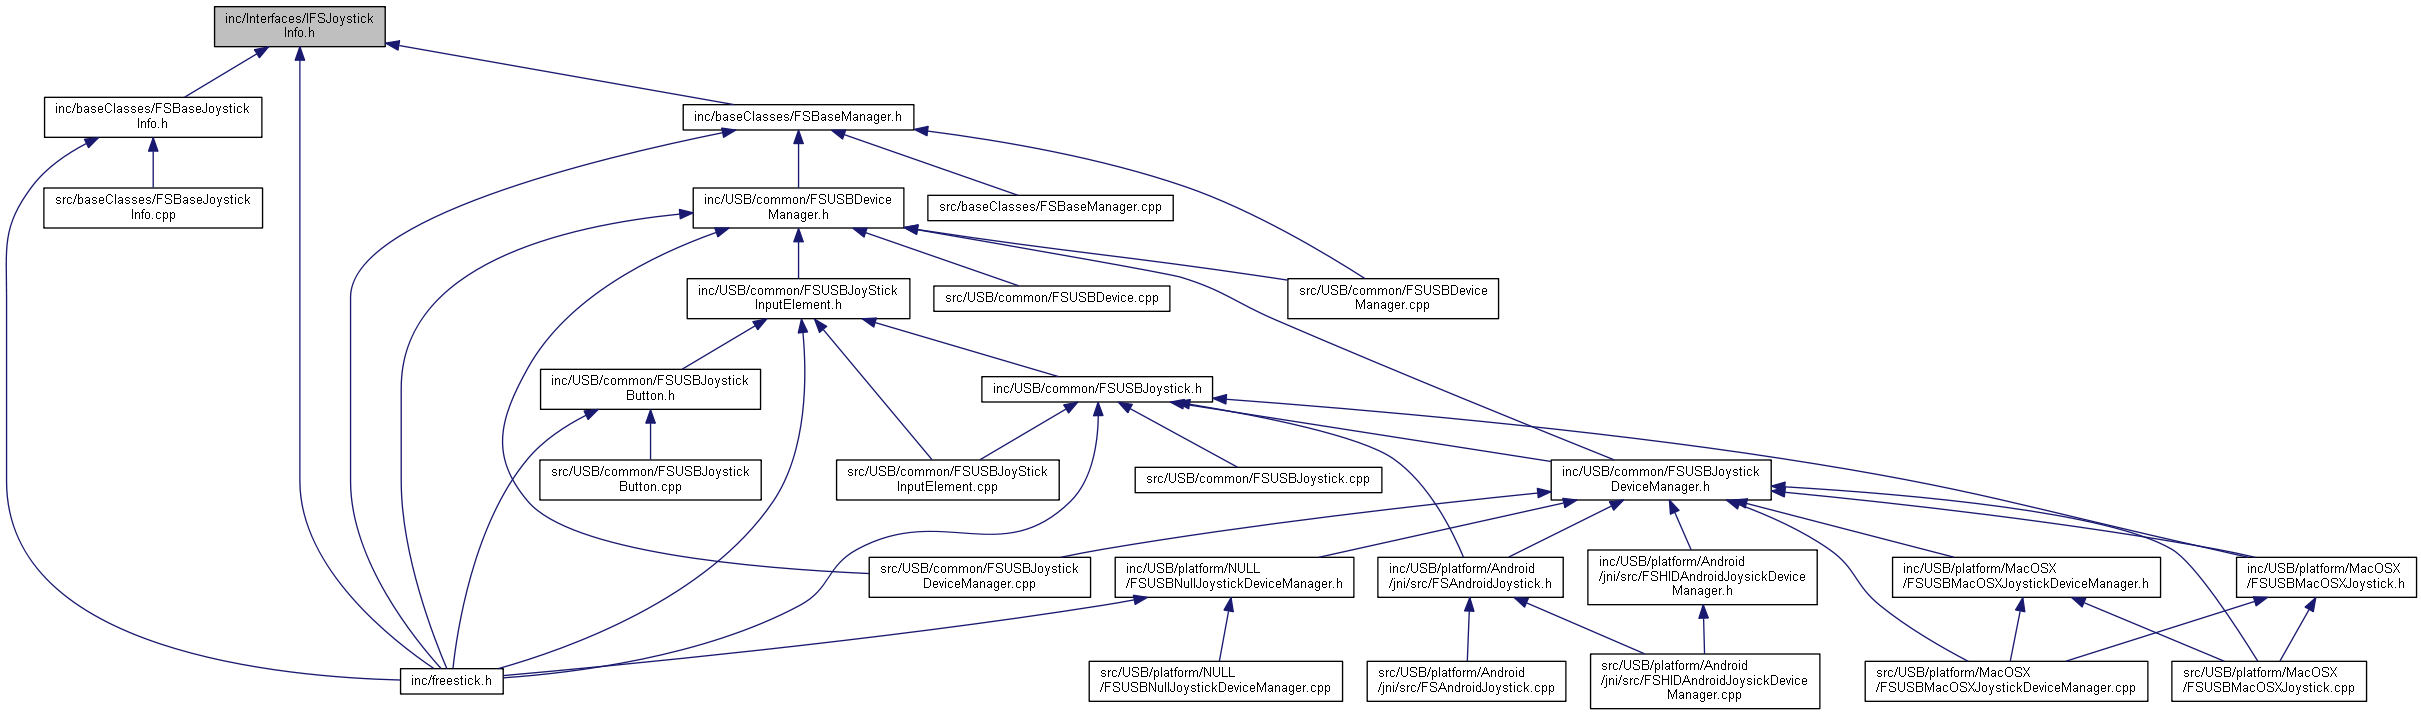 inc/Interfaces/IFSJoystick
Info.h
inc/baseClasses/FSBaseJoystick
Info.h
inc/baseClasses/FSBaseManager.h
src/baseClasses/FSBaseJoystick
Info.cpp
inc/USB/common/FSUSBDevice
Manager.h
src/baseClasses/FSBaseManager.cpp
inc/USB/common/FSUSBJoyStick
InputElement.h
src/USB/common/FSUSBDevice.cpp
src/USB/common/FSUSBDevice
Manager.cpp
inc/USB/common/FSUSBJoystick
Button.h
inc/USB/common/FSUSBJoystick.h
src/USB/common/FSUSBJoystick
Button.cpp
src/USB/common/FSUSBJoyStick
InputElement.cpp
src/USB/common/FSUSBJoystick.cpp
inc/USB/common/FSUSBJoystick
DeviceManager.h
src/USB/common/FSUSBJoystick
DeviceManager.cpp
inc/USB/platform/NULL
/FSUSBNullJoystickDeviceManager.h
inc/USB/platform/Android
/jni/src/FSAndroidJoystick.h
inc/USB/platform/Android
/jni/src/FSHIDAndroidJoysickDevice
Manager.h
inc/USB/platform/MacOSX
/FSUSBMacOSXJoystickDeviceManager.h
inc/USB/platform/MacOSX
/FSUSBMacOSXJoystick.h
inc/freestick.h
src/USB/platform/NULL
/FSUSBNullJoystickDeviceManager.cpp
src/USB/platform/Android
/jni/src/FSAndroidJoystick.cpp
src/USB/platform/Android
/jni/src/FSHIDAndroidJoysickDevice
Manager.cpp
src/USB/platform/MacOSX
/FSUSBMacOSXJoystickDeviceManager.cpp
src/USB/platform/MacOSX
/FSUSBMacOSXJoystick.cpp